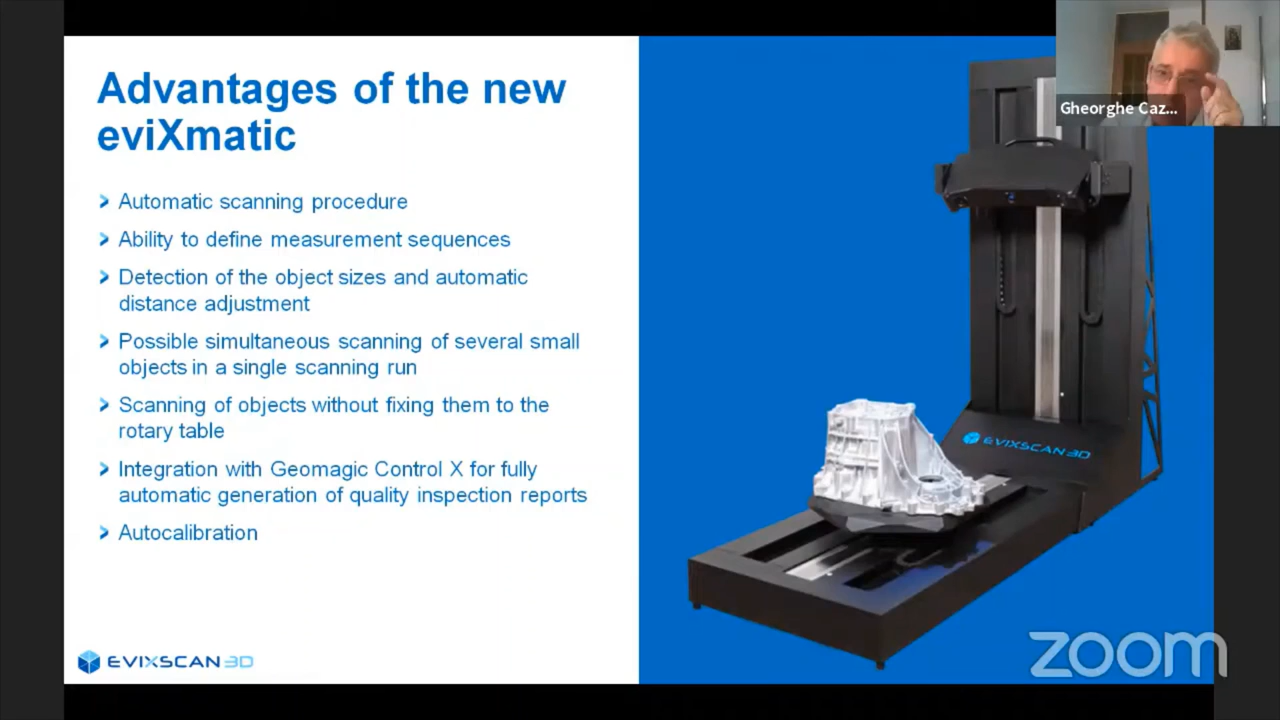 Advantages of the new
eviXmatic
Automatic scanning procedure
Ability to define measurement sequences
Detection of the object sizes and automatic
distance adjustment
Possible simultaneous scanning of several small
objects in a single scanning run
Scanning of objects without fixing them to the
rotary table
Integration with Geomagic Control X for fully
automatic generation of quality inspection reports
Autocalibration
EVIXSCAN 3D
Gheorghe Caz...
EVIXSCAN 3D
zoom